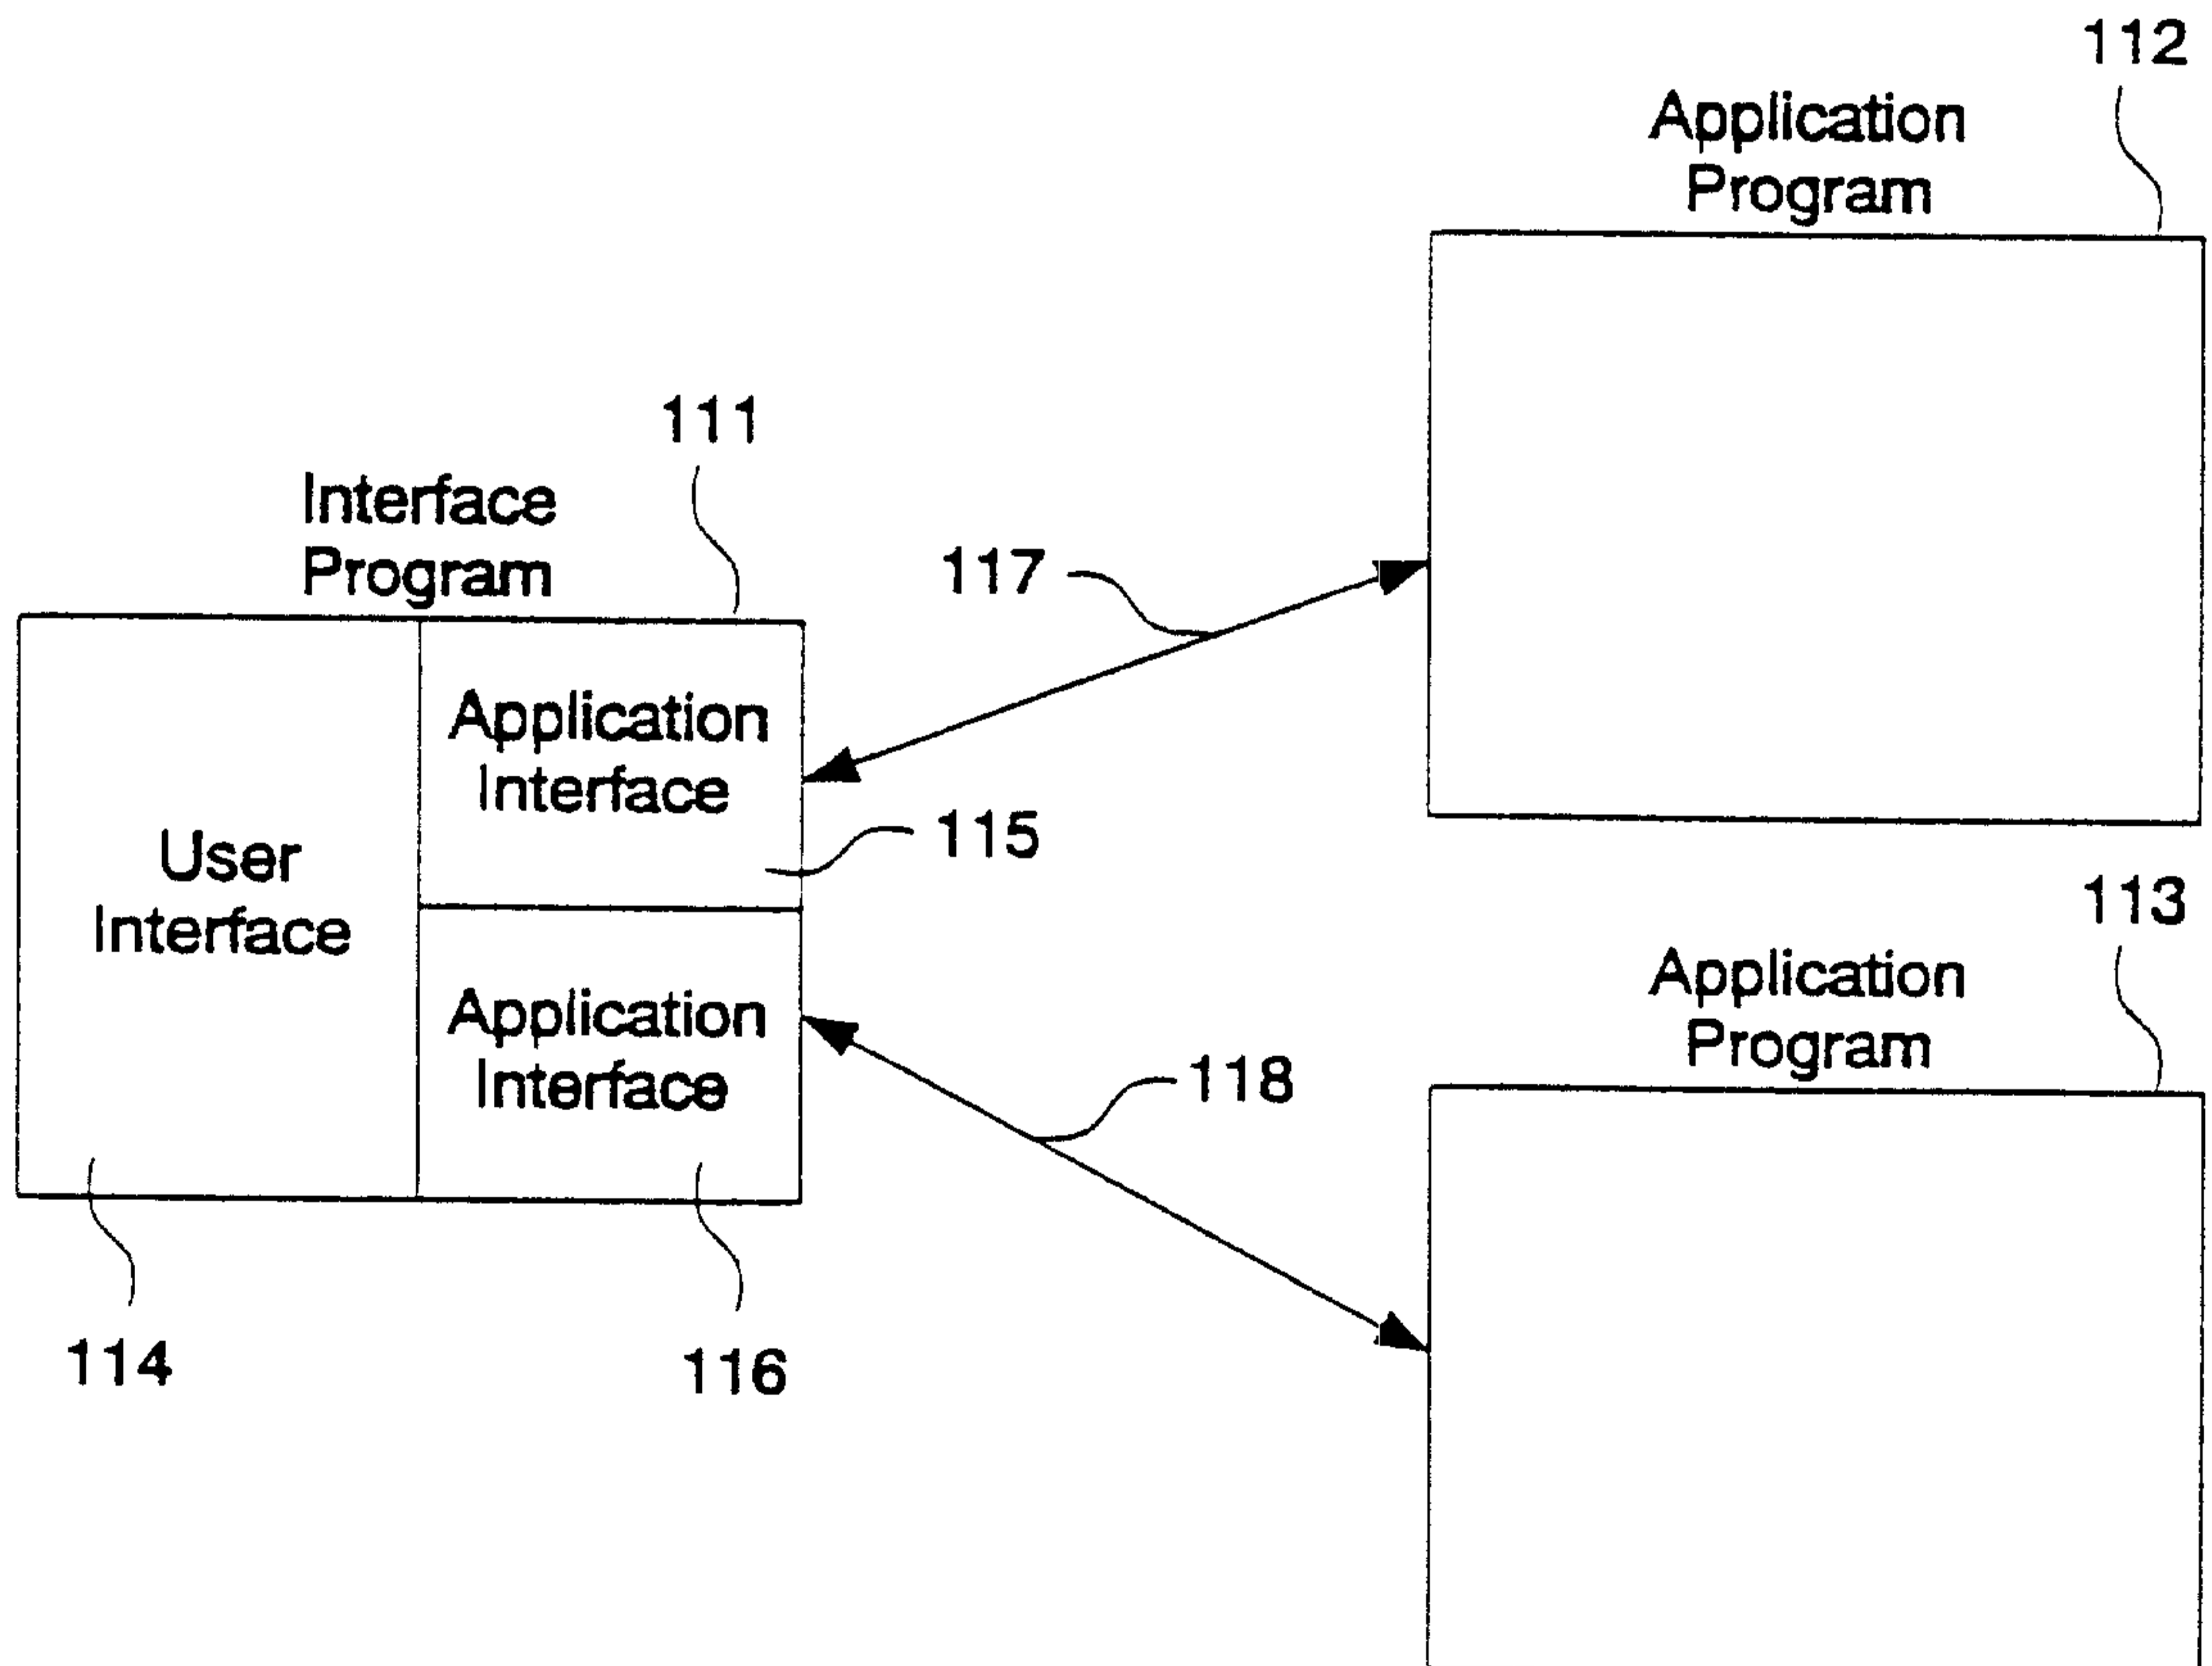 112
Application
Program
111
Interface
Program
117
Application
Interface
115
User
Interface
113
Application
Program
Application
Interface
118
114
116